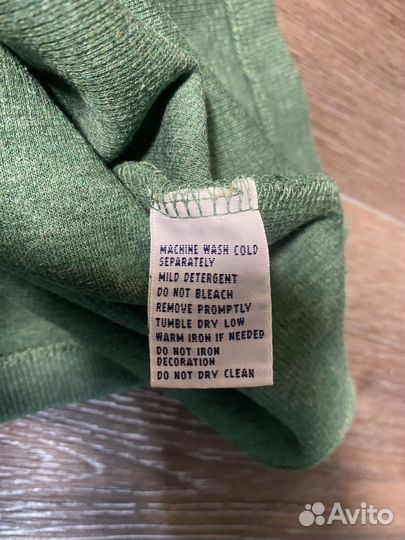 MACHINE WASH COLD
SEPARATELY
MILD DETERGENT
DO NOT BLEACH
REMOVE PROMPTLY
TUMBLE DRY LOW
WARM IRON IF NEEDED
DO NOT IRON
DECORATION
DO NOT DRY CLEAN
Avito